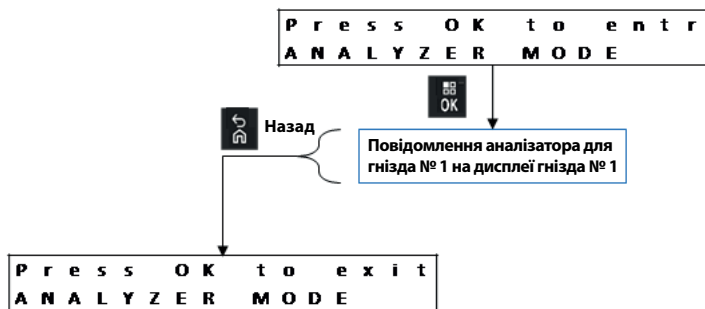 Press OK to entr
ANALYZER MODE
OK
Назад
Повідомлення аналізатора для
гнізда № 1 на дисплеї гнізда № 1
Press OK to exit
ANALYZER MODE